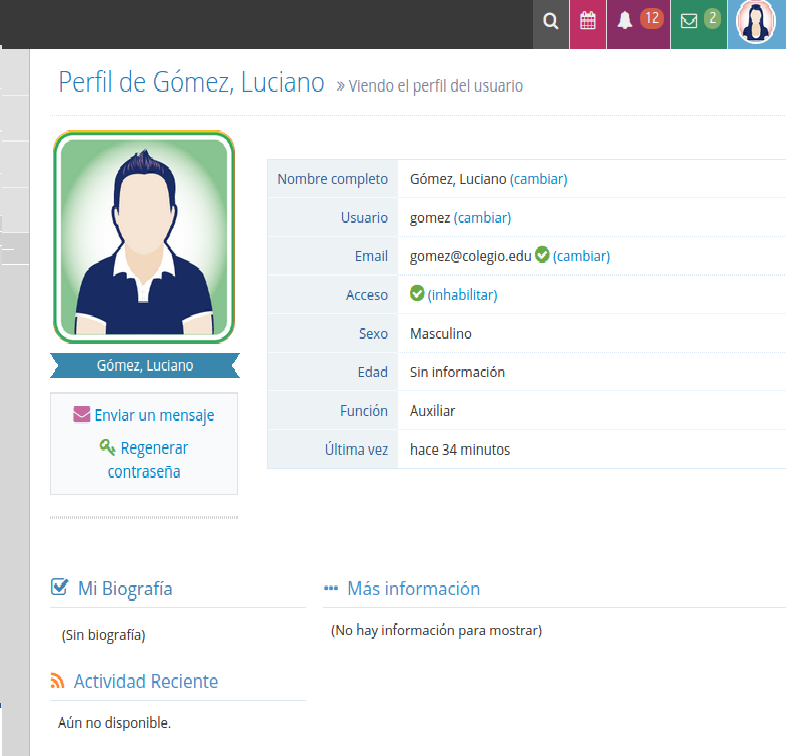 12
2
Perfil de Gómez, Luciano » Viendo el perfil del usuario
Nombre completo Gómez, Luciano (cambiar)
Usuario gomez (cambiar)
Email gomez@colegio.edu (cambiar)
Acceso (inhabilitar)
Sexo Masculino
Edad Sin información
Función Auxiliar
Última vez hace 34 minutos
Gómez, Luciano
Enviar un mensaje
Regenerar
contraseña
Mi Biografía
(Sin biografía)
Más información
(No hay información para mostrar)
Actividad Reciente
Aún no disponible.